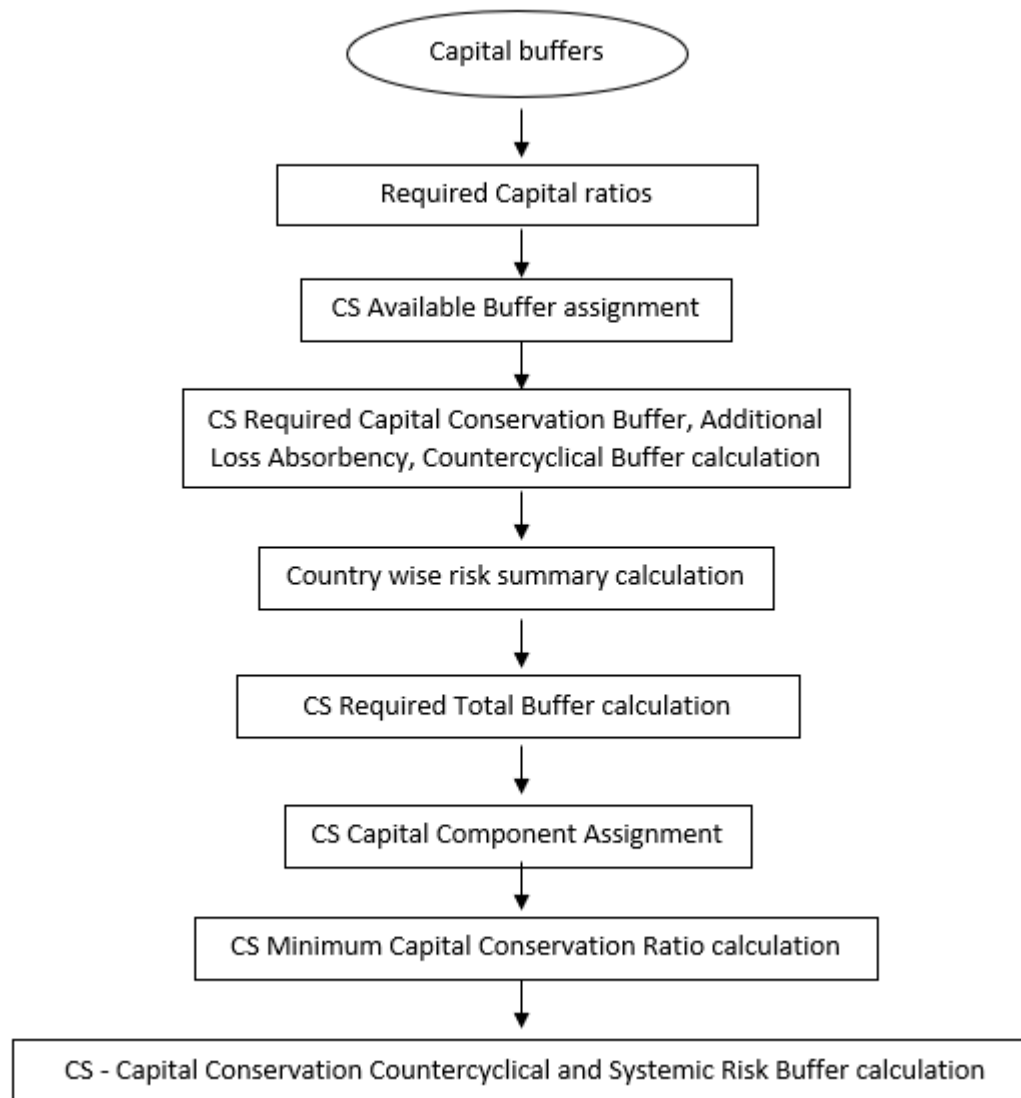 Capital buffers
Required Capital ratios
CS Available Buffer assignment
CS Required Capital Conservation Buffer, Additional
Loss Absorbency, Countercyclical Buffer calculation
Country wise risk summary calculation
CS Required Total Buffer calculation
CS Capital Component Assignment
CS Minimum Capital Conservation Ratio calculation
CS - Capital Conservation Countercyclical and Systemic Risk Buffer calculation